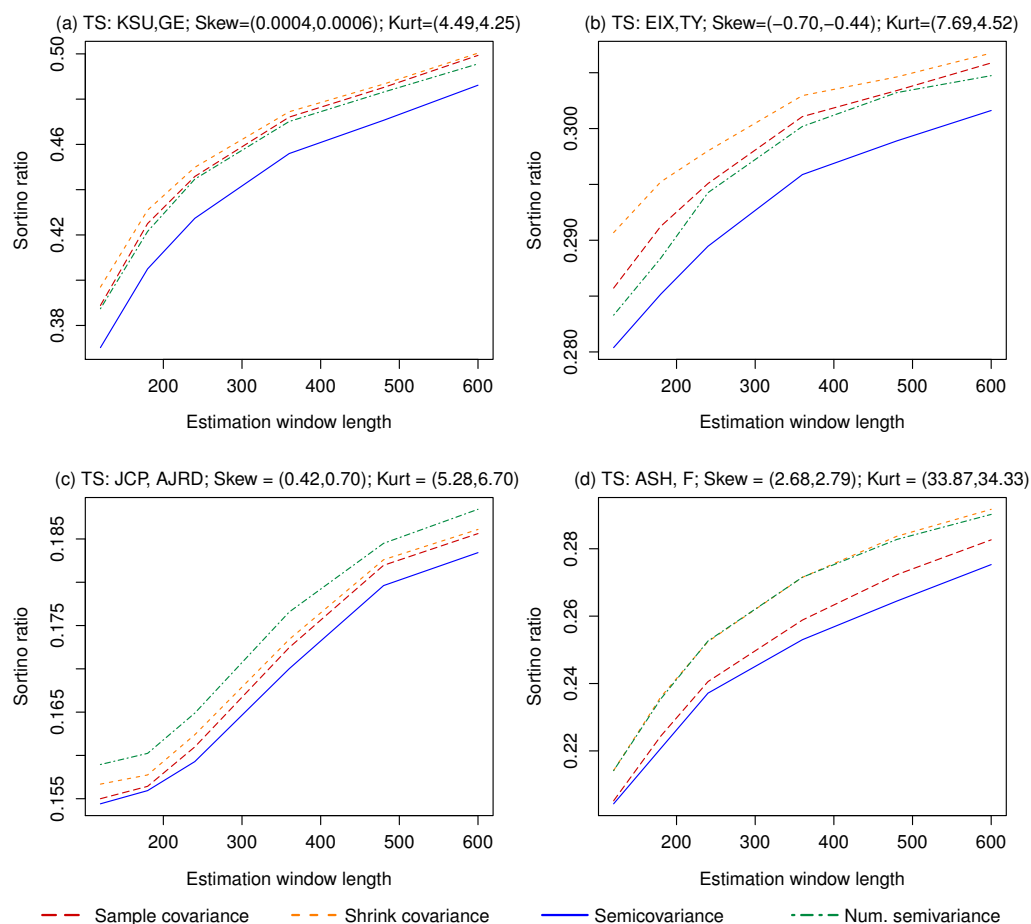 (a) TS: KSU,GE; Skew=(0.0004,0.0006); Kurt=(4.49,4.25)
Sortino ratio
0.38 0.42 0.46 0.50
200 300 400 500 600
Estimation window length
(b) TS: EIX,TY; Skew=(−0.70,−0.44); Kurt=(7.69,4.52)
Sortino ratio
0.280 0.290 0.300
200 300 400 500 600
Estimation window length
(c) TS: JCP, AJRD; Skew = (0.42,0.70); Kurt = (5.28,6.70)
Sortino ratio
0.155 0.165 0.175 0.185
200 300 400 500 600
Estimation window length
(d) TS: ASH, F; Skew = (2.68,2.79); Kurt = (33.87,34.33)
Sortino ratio
0.22 0.24 0.26 0.28
200 300 400 500 600
Estimation window length
Sample covariance Shrink covariance Semicovariance Num. semivariance